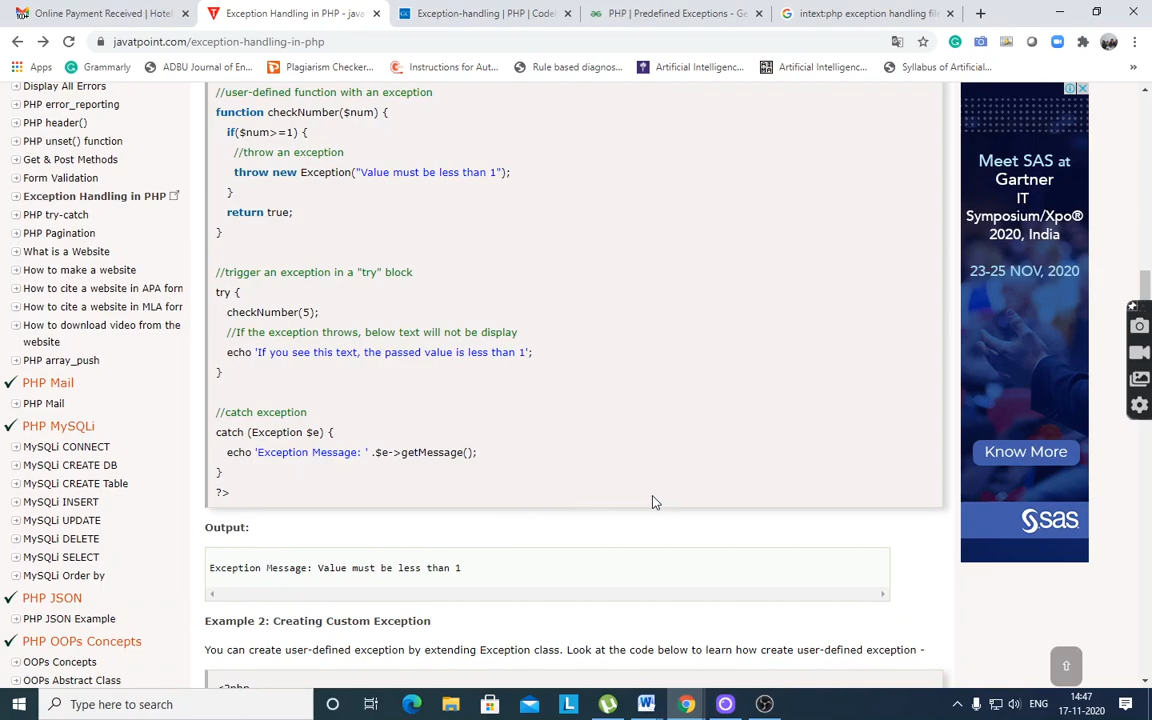 Online Payment Received | Hotel
Exception Handling in PHP - java
Exception-handling | PHP | Codel
PHP | Predefined Exceptions - Ge
intext:php exception handling file
javatpoint.com/exception-handling-in-php
Apps
Grammarly
ADBU Journal of En...
Plagiarism Checker...
Instructions for Aut...
Rule based diagnos...
Artificial Intelligenc...
Artificial Intelligenc...
Syllabus of Artificial...
Display All Errors
PHP error_reporting
PHP header()
PHP unset() function
Get & Post Methods
Form Validation
Exception Handling in PHP
PHP try-catch
PHP Pagination
What is a Website
How to make a website
How to cite a website in APA form
How to cite a website in MLA forr
How to download video from the
website
PHP array_push
PHP Mail
PHP Mail
PHP MySQLi
MySQLi CONNECT
MySQLi CREATE DB
MySQLi CREATE Table
MySQLi INSERT
MySQLi UPDATE
MySQLi DELETE
MySQLi SELECT
MySQLi Order by
PHP JSON
PHP JSON Example
PHP OOPs Concepts
OOPs Concepts
OOPs Abstract Class
//user-defined function with an exception
function checkNumber($num) {
if($num>=1) {
//throw an exception
throw new Exception("Value must be less than 1");
}
return true;
}
//trigger an exception in a "try" block
try {
checkNumber(5);
//If the exception throws, below text will not be display
echo 'If you see this text, the passed value is less than 1';
}
//catch exception
catch (Exception $e) {
echo 'Exception Message: ' .$e->getMessage();
}
?>
Output:
Exception Message: Value must be less than 1
Example 2: Creating Custom Exception
You can create user-defined exception by extending Exception class. Look at the code below to learn how create user-defined exception -
<?php
Meet SAS at
Gartner
IT
Symposium/Xpo®
2020, India
23-25 NOV, 2020
Know More
sas
Type here to search
ENG
14:47
17-11-2020